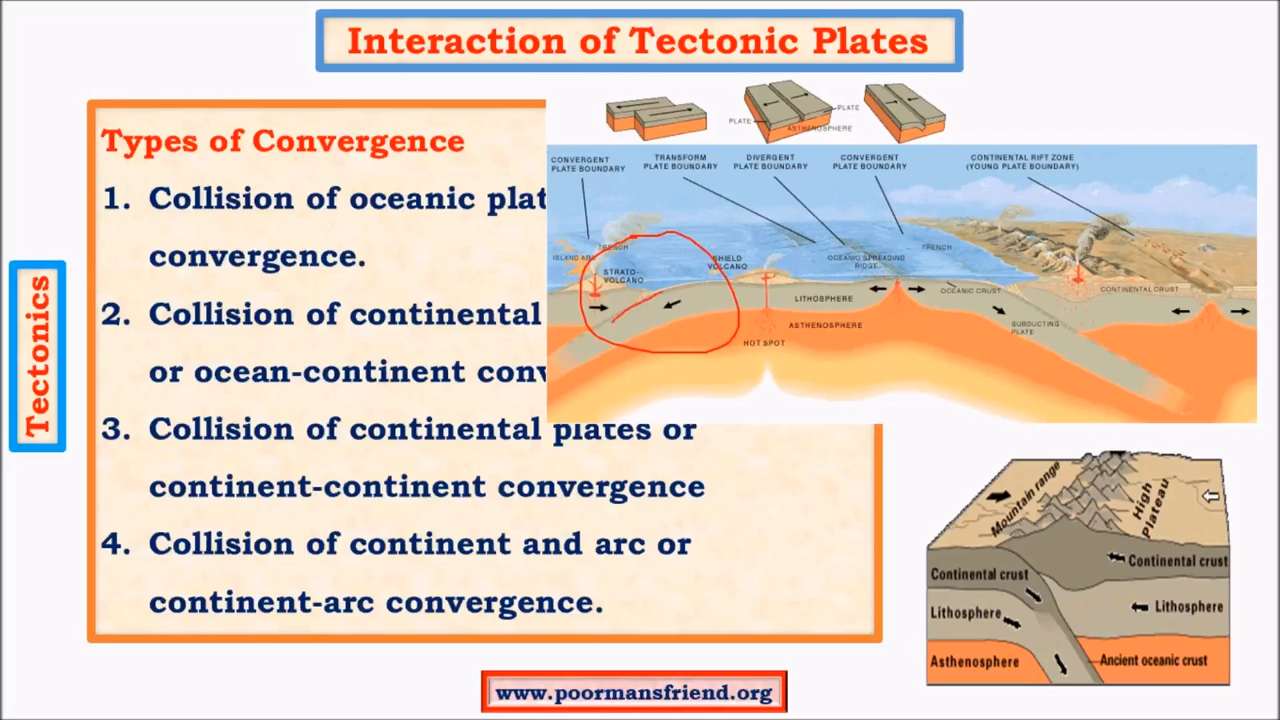 Interaction of Tectonic Plates
Tectonics
Types of Convergence
1. Collision of oceanic plat
convergence.
2. Collision of continental
or ocean-continent conv
3. Collision of continental plates or
continent-continent convergence
4. Collision of continent and arc or
continent-arc convergence.
PLATE
PLATE
ASTHENOSPHERE
CONVERGENT
PLATE BOUNDARY
TRANSFORM
PLATE BOUNDARY
DIVERGENT
PLATE BOUNDARY
CONVERGENT
PLATE BOUNDARY
CONTINENTAL RIFT ZONE
(YOUNG PLATE BOUNDARY)
TRENCH
ISLAND ARC
STRATO-
VOLCANO
SHIELD
VOLCANO
OCEANIC SPREADING
RIDGE
TRENCH
LITHOSPHERE
ASTHENOSPHERE
HOT SPOT
OCEANIC CRUST
SUBDUCTING
PLATE
CONTINENTAL CRUST
Mountain range
High
Plateau
Continental crust
Continental crust
Lithosphere
Lithosphere
Asthenosphere
Ancient oceanic crust
www.poormansfriend.org